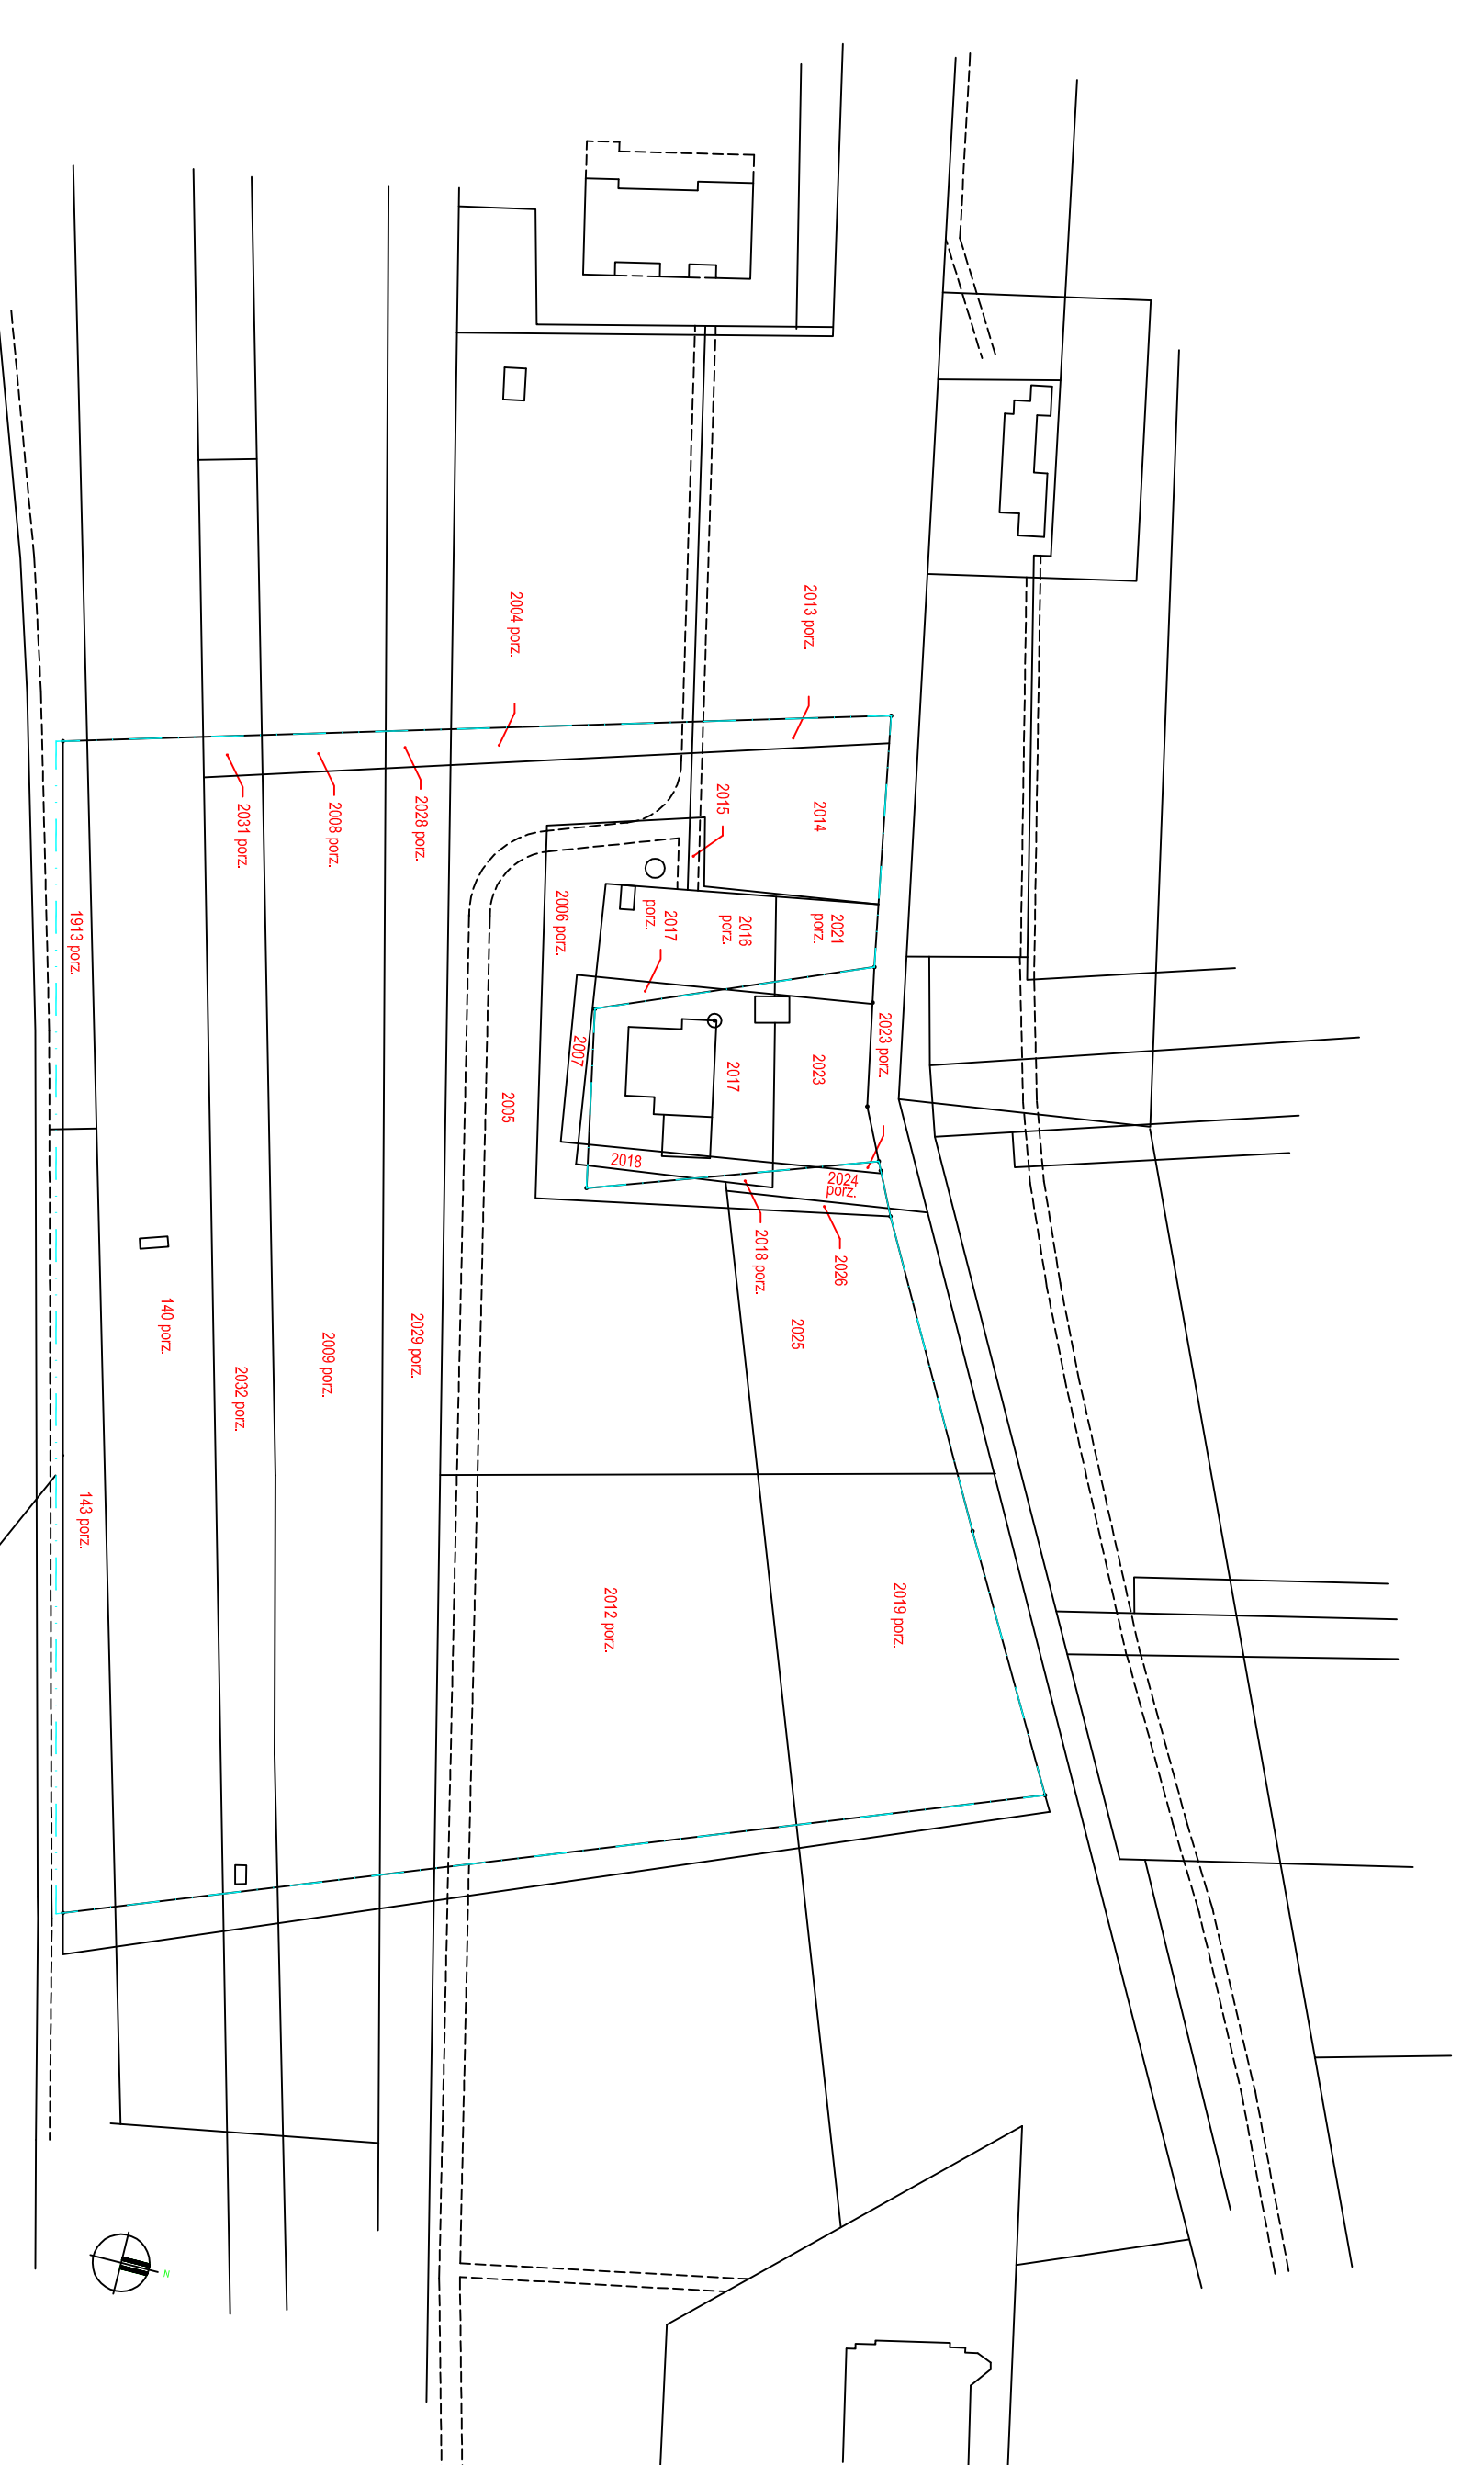 2013 porz.
2004 porz.
2014
2015
2028 porz.
2008 porz.
2031 porz.
2021
porz.
2016
porz.
2017
porz.
2006 porz.
1913 porz.
2023 porz.
2023
2017
2007
2005
2018
2024
porz.
2018 porz.
2026
2025
140 porz.
2029 porz.
2009 porz.
2032 porz.
143 porz.
2012 porz.
2019 porz.
N